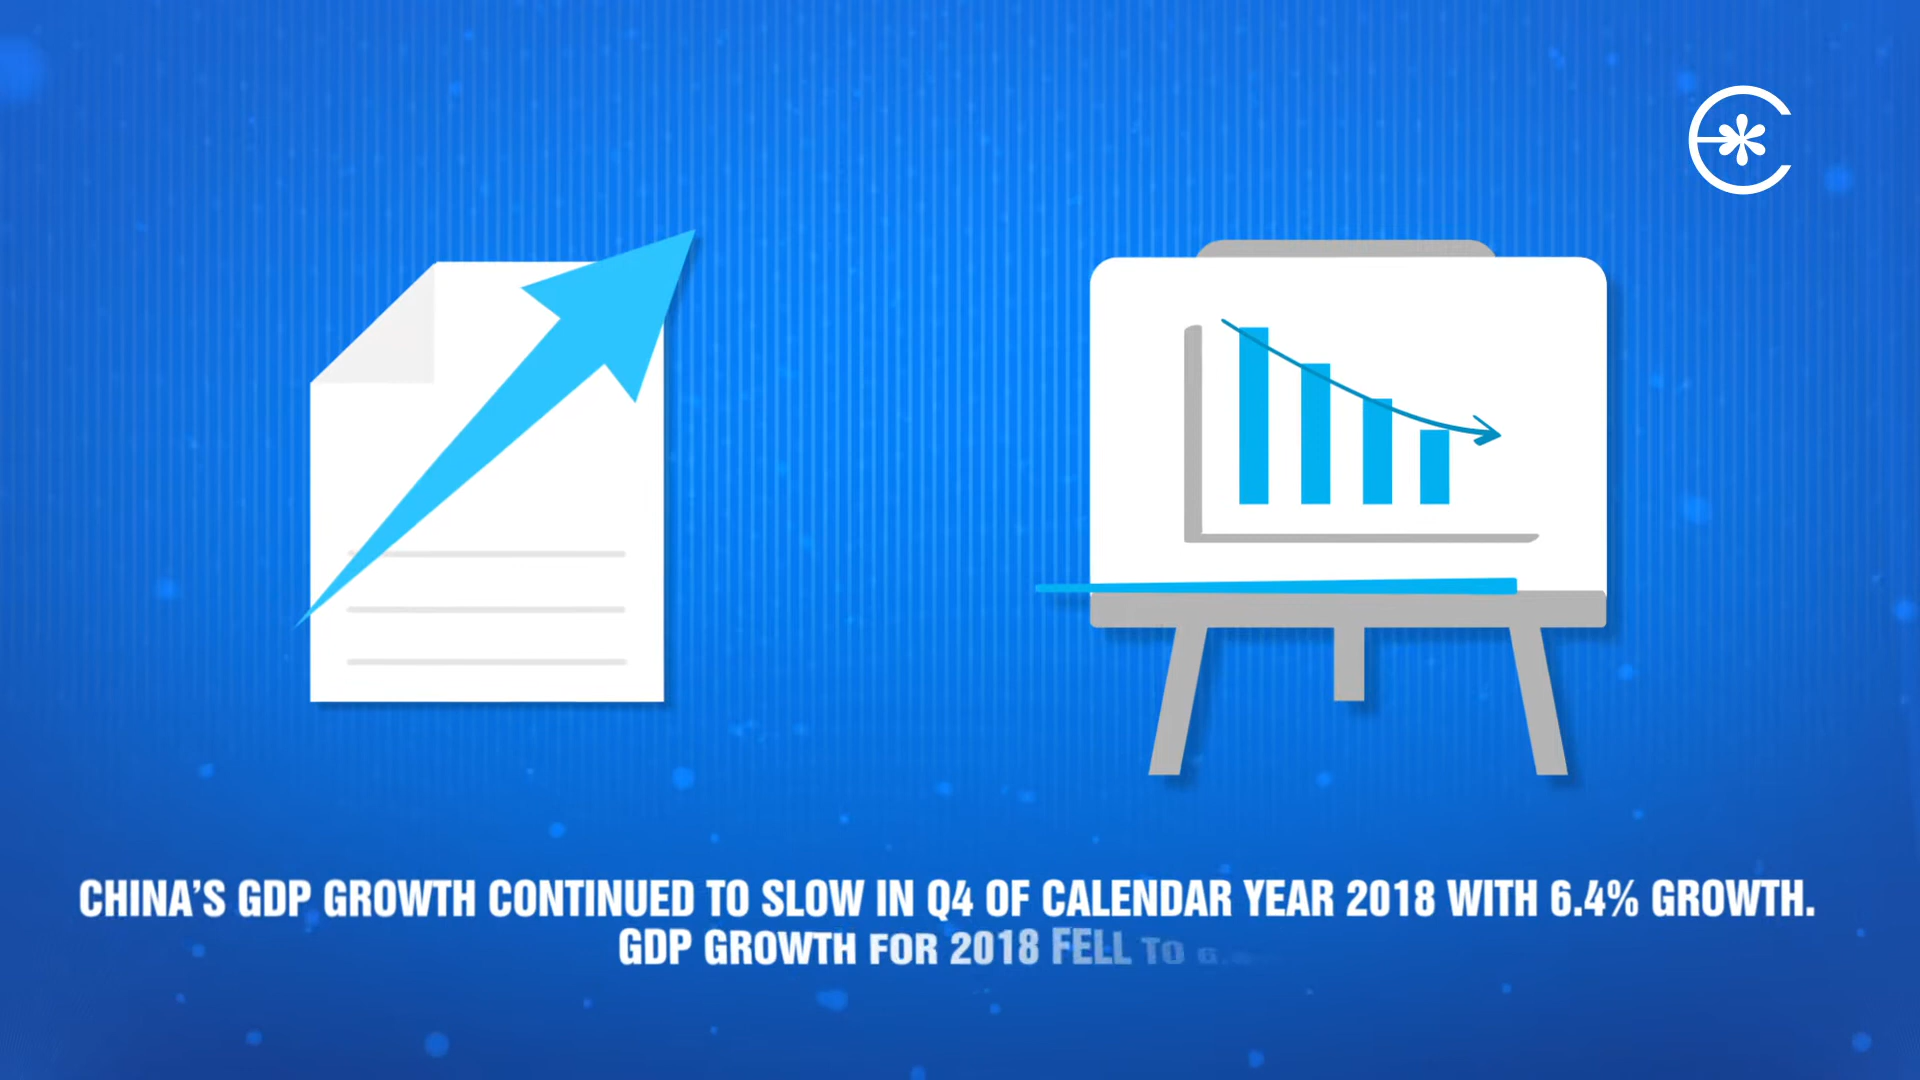 CHINA'S GDP GROWTH CONTINUED TO SLOW IN Q4 OF CALENDAR YEAR 2018 WITH 6.4% GROWTH.
GDP GROWTH FOR 2018 FELL TO